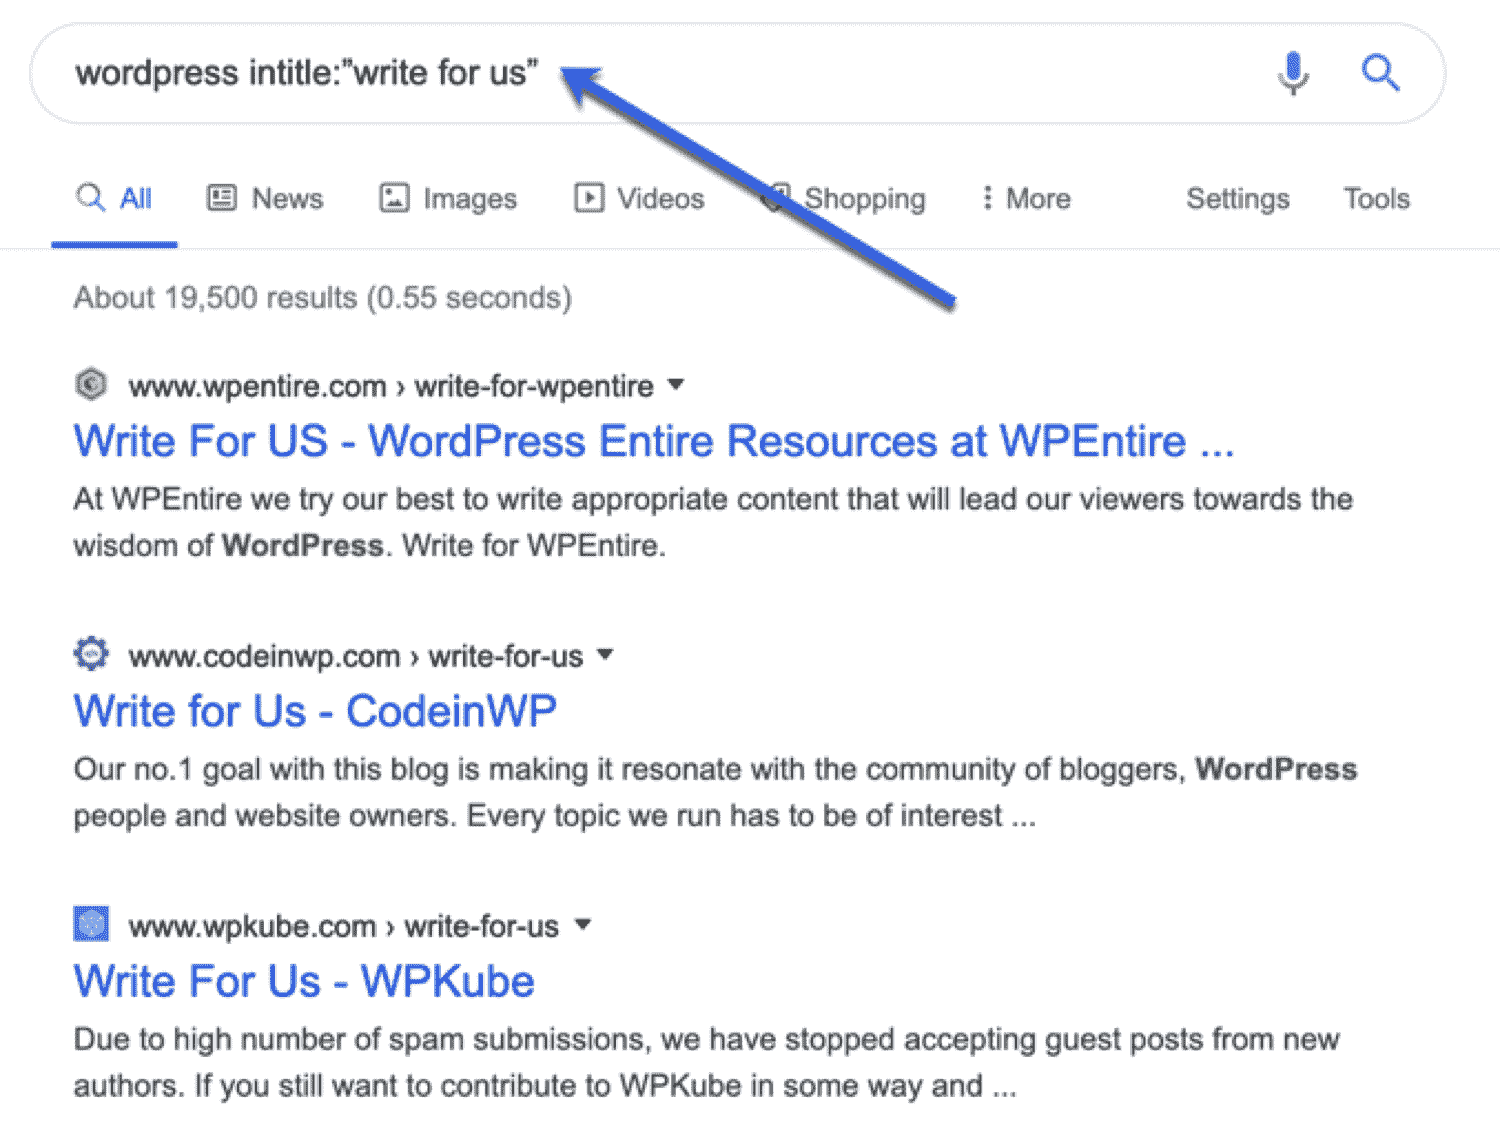 wordpress intitle:”write for us”
All News Images Videos Shopping More Settings Tools
About 19,500 results (0.55 seconds)
www.wpentire.com › write-for-wpentire
Write For US - WordPress Entire Resources at WPEntire ...
At WPEntire we try our best to write appropriate content that will lead our viewers towards the
wisdom of WordPress. Write for WPEntire.
www.codeinwp.com › write-for-us
Write for Us - CodeinWP
Our no.1 goal with this blog is making it resonate with the community of bloggers, WordPress
people and website owners. Every topic we run has to be of interest ...
www.wpkube.com › write-for-us
Write For Us - WPKube
Due to high number of spam submissions, we have stopped accepting guest posts from new
authors. If you still want to contribute to WPKube in some way and ...